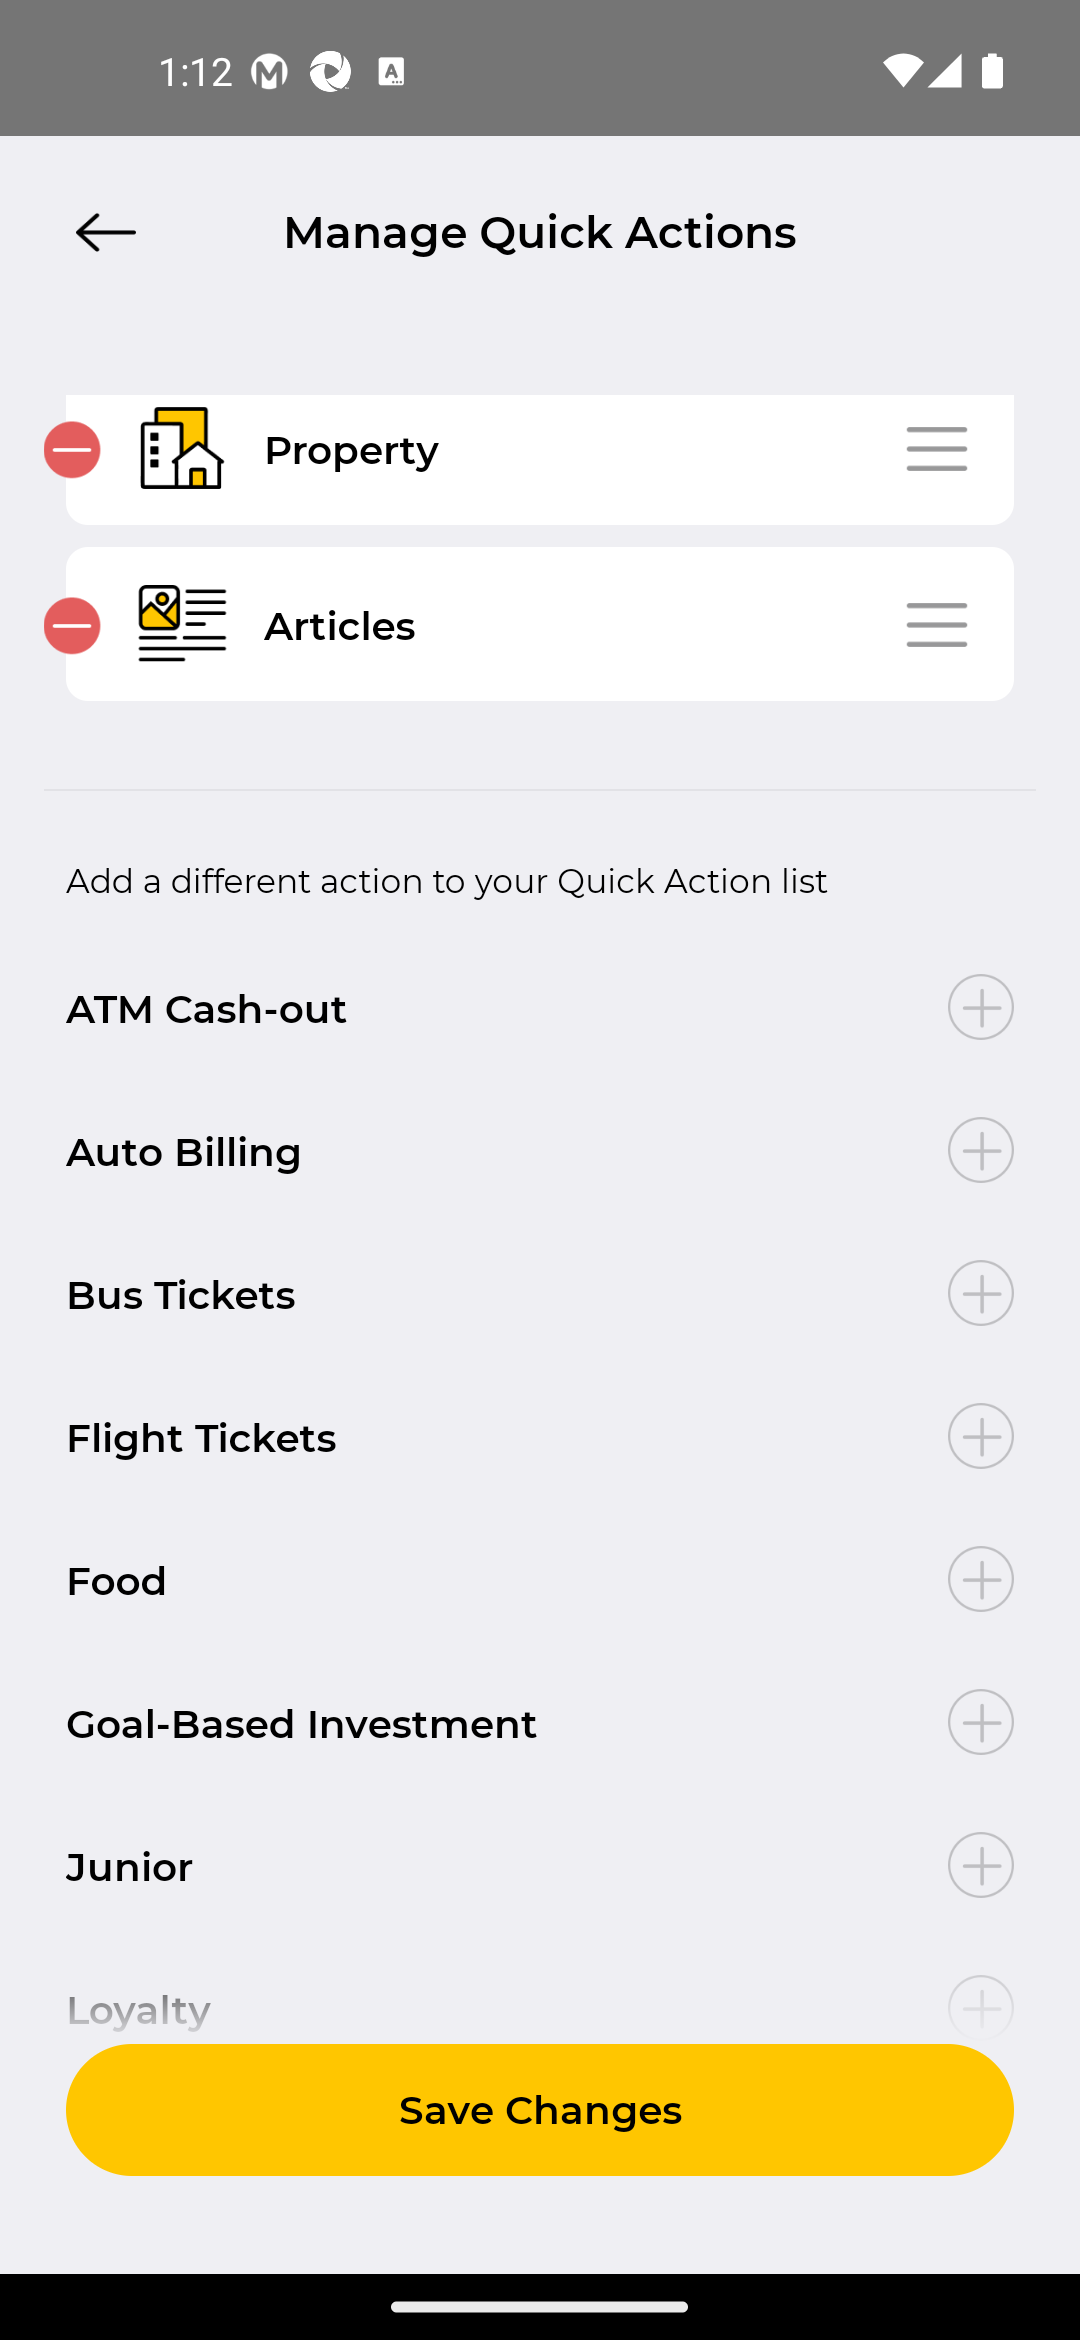 1:12
Manage Quick Actions
Property
Articles
Add a different action to your Quick Action list
ATM Cash-out
Auto Billing
Bus Tickets
Flight Tickets
Food
Goal-Based Investment
Junior
Loyalty
Save Changes